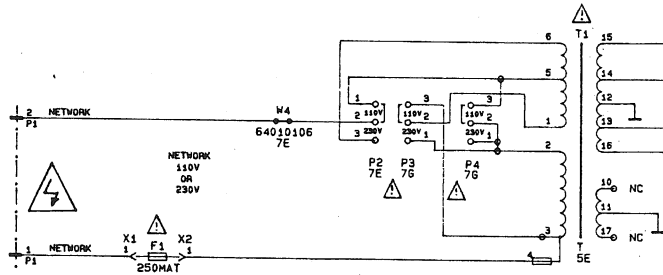 T1
6
15
5
14
W4
1
3
3
12
2 NETWORK
110V
110V
110V
P1
2
2
1
13
64010106
230V
230V
230V
2
7E
3
1
1
2
16
NETWORK
110V
OR
230V
P2
P3
P4
7E
7G
7G
10
NC
11
X1
F1
X2
3
17
NC
1 NETWORK
1
1
4
T
5E
P1
250MAT